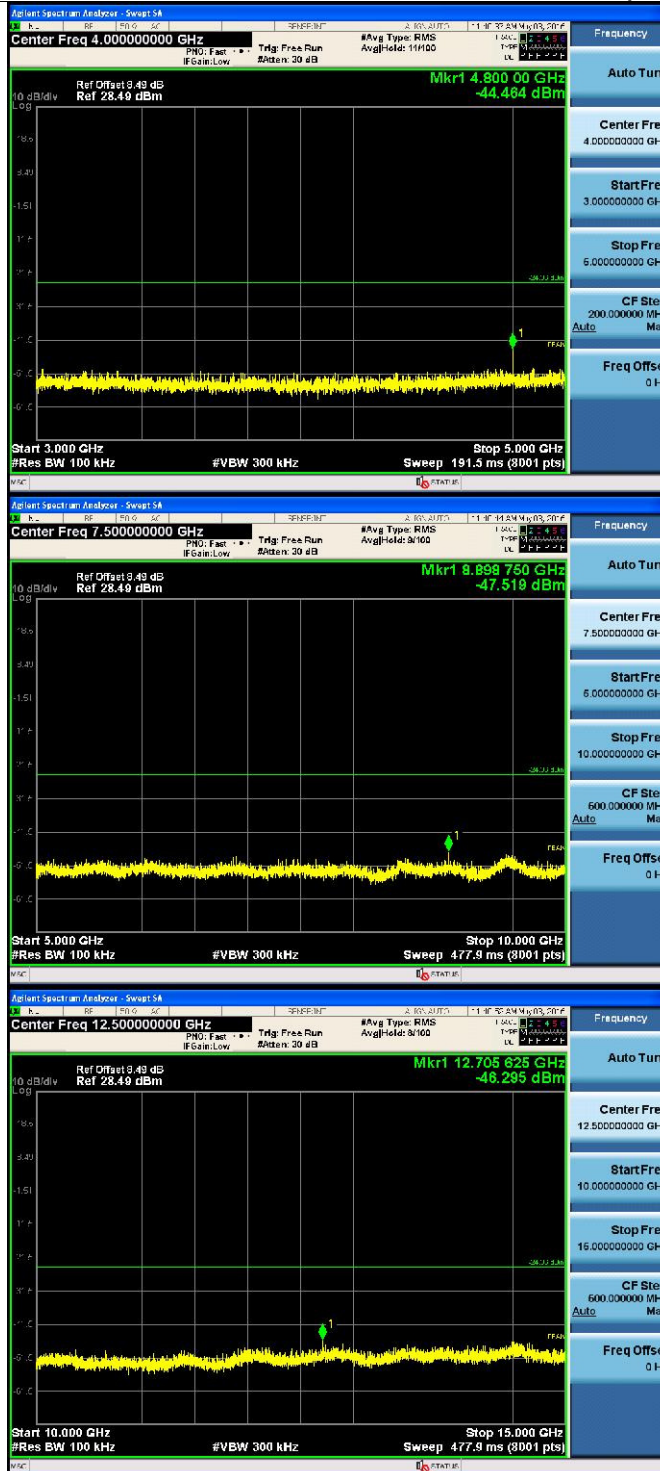 Agilent Spectrum Analyzer - Swept SA
Center Freq 4.000000000 GHz
PNO: Fast
IFGain:Low
Trig: Free Run
#Atten: 30 dB
#Avg Type: RMS
Avg|Hold: 11/100
Frequency
Auto Tun
Mkr1 4.800 00 GHz
-44.464 dBm
Ref Offset 8.49 dB
10 dB/div Ref 28.49 dBm
Log
Center Fre
4.000000000 GH
Start Fre
3.000000000 GH
Stop Fre
5.000000000 GH
CF Ste
200.000000 MH
Auto Ma
Freq Offse
0 H
1
Start 3.000 GHz Stop 5.000 GHz
#Res BW 100 kHz #VBW 300 kHz Sweep 191.5 ms (8001 pts)
MSG STATUS
Agilent Spectrum Analyzer - Swept SA
Center Freq 7.500000000 GHz
PNO: Fast
IFGain:Low
Trig: Free Run
#Atten: 30 dB
#Avg Type: RMS
Avg|Hold: 8/100
Frequency
Auto Tun
Mkr1 8.898 750 GHz
-47.519 dBm
Ref Offset 8.49 dB
10 dB/div Ref 28.49 dBm
Log
Center Fre
7.500000000 GH
Start Fre
5.000000000 GH
Stop Fre
10.000000000 GH
CF Ste
500.000000 MH
Auto Ma
Freq Offse
0 H
1
Start 5.000 GHz Stop 10.000 GHz
#Res BW 100 kHz #VBW 300 kHz Sweep 477.9 ms (8001 pts)
MSG STATUS
Agilent Spectrum Analyzer - Swept SA
Center Freq 12.500000000 GHz
PNO: Fast
IFGain:Low
Trig: Free Run
#Atten: 30 dB
#Avg Type: RMS
Avg|Hold: 8/100
Frequency
Auto Tun
Mkr1 12.705 625 GHz
-46.295 dBm
Ref Offset 8.49 dB
10 dB/div Ref 28.49 dBm
Log
Center Fre
12.500000000 GH
Start Fre
10.000000000 GH
Stop Fre
15.000000000 GH
CF Ste
500.000000 MH
Auto Ma
Freq Offse
0 H
1
Start 10.000 GHz Stop 15.000 GHz
#Res BW 100 kHz #VBW 300 kHz Sweep 477.9 ms (8001 pts)
MSG STATUS